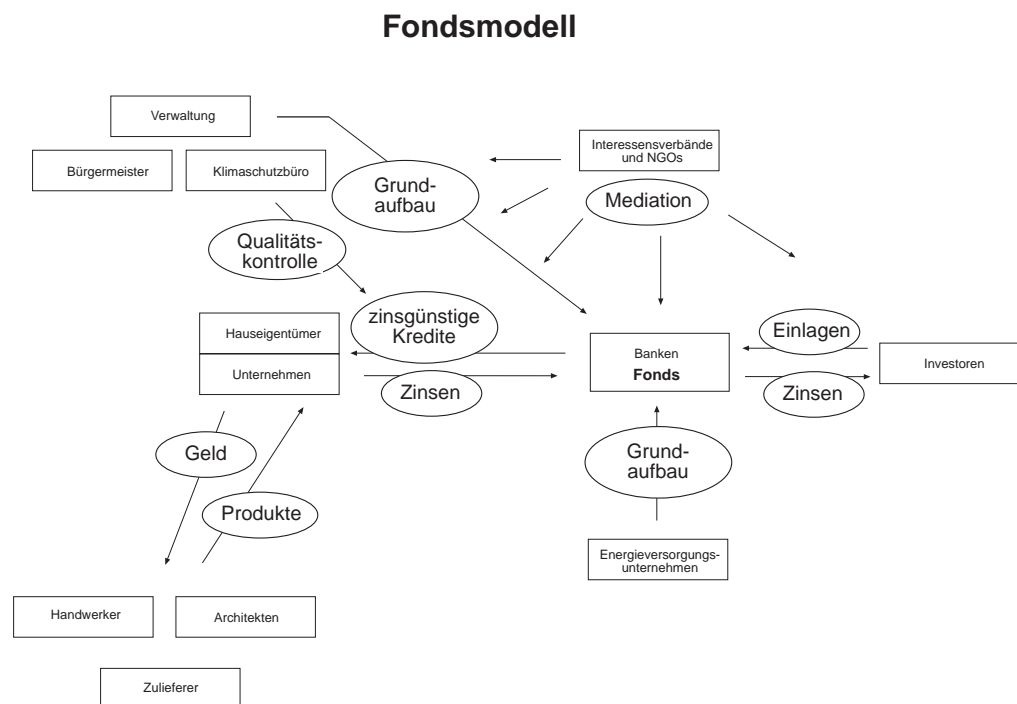 Fondsmodell
Verwaltung
Bürgermeister
Klimaschutzbüro
Grund-
aufbau
Interessensverbände
und NGOs
Mediation
Qualitäts-
kontrolle
zinsgünstige
Kredite
Hauseigentümer
Unternehmen
Zinsen
Banken
Fonds
Einlagen
Zinsen
Investoren
Geld
Produkte
Grund-
aufbau
Energieversorgungs-
unternehmen
Handwerker
Architekten
Zulieferer